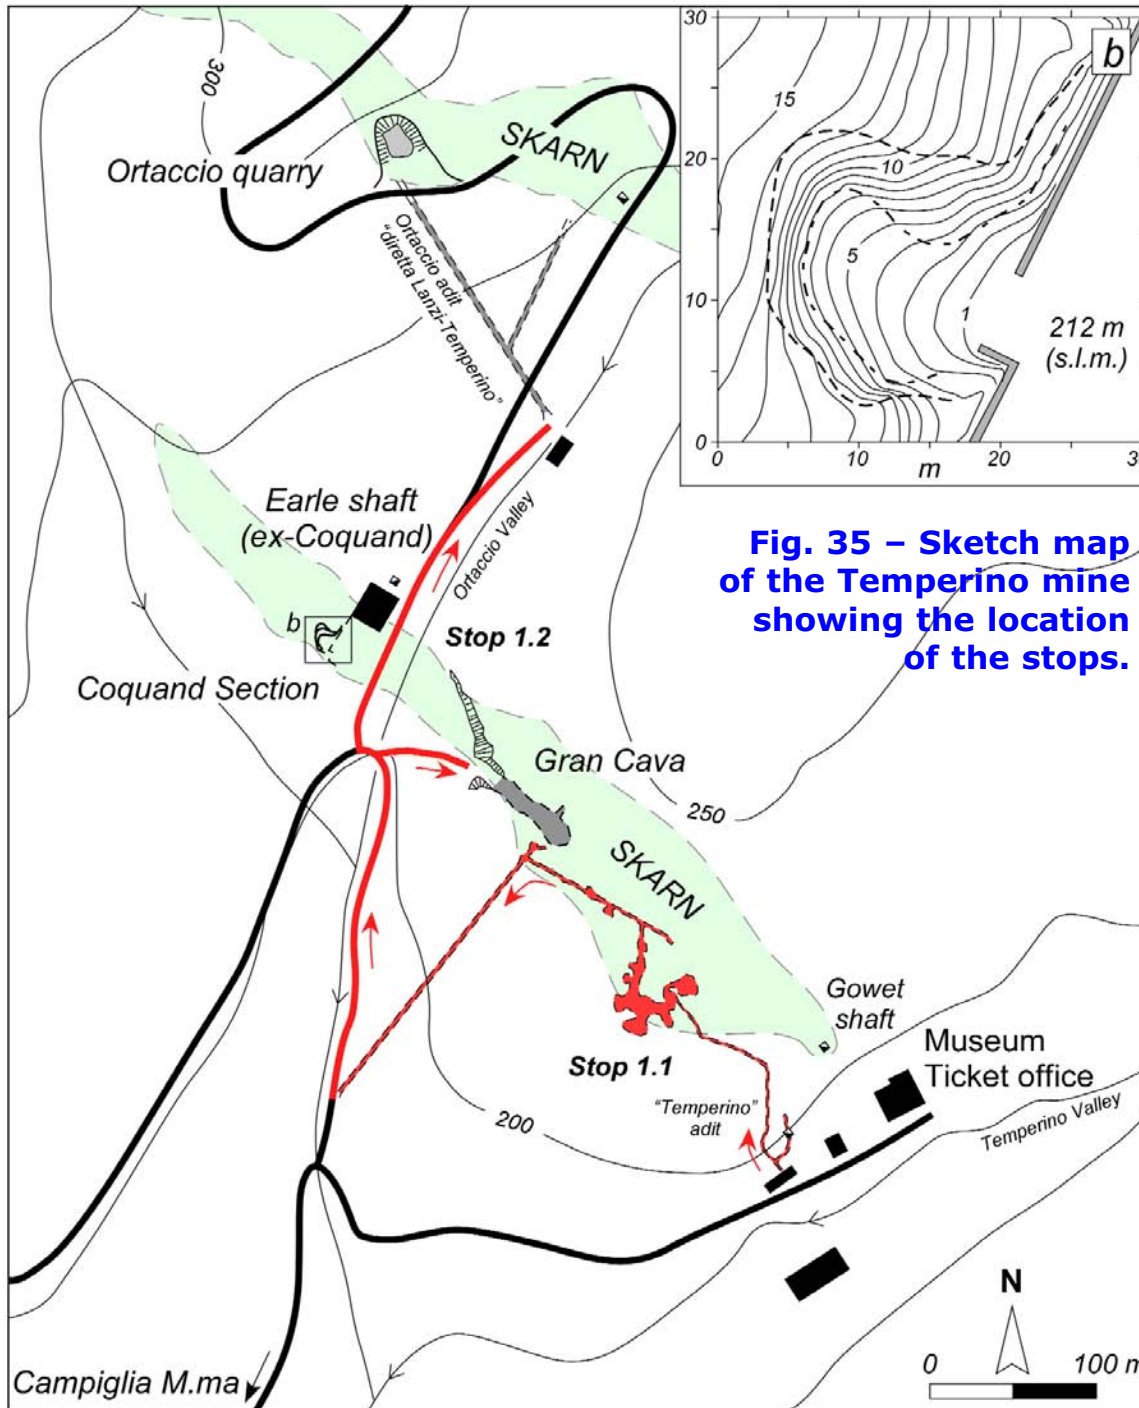 300
Ortaccio quarry
SKARN
Ortaccio adit
"diretta Lanzi-Temperino"
30
20
10
0
b
15
10
5
1
212 m
(s.l.m.)
0
10
20
m
Earle shaft
(ex-Coquand)
Ortaccio Valley
b
Stop 1.2
Coquand Section
Fig. 35 – Sketch map
of the Temperino mine
showing the location
of the stops.
Gran Cava
250
SKARN
Gowet
shaft
Museum
Ticket office
Stop 1.1
"Temperino"
adit
200
Temperino Valley
N
0
100 m
Campiglia M.ma